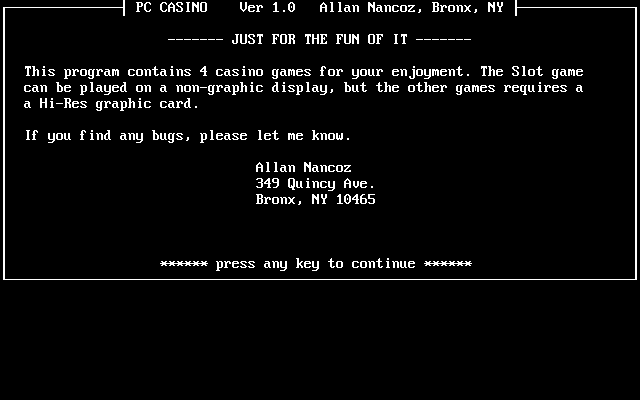 PC CASINO    Ver 1.0   Allan Nancoz, Bronx, NY
------- JUST FOR THE FUN OF IT -------
This program contains 4 casino games for your enjoyment. The Slot game
can be played on a non-graphic display, but the other games requires a
a Hi-Res graphic card.
If you find any bugs, please let me know.
Allan Nancoz
349 Quincy Ave.
Bronx, NY 10465
****** press any key to continue ******